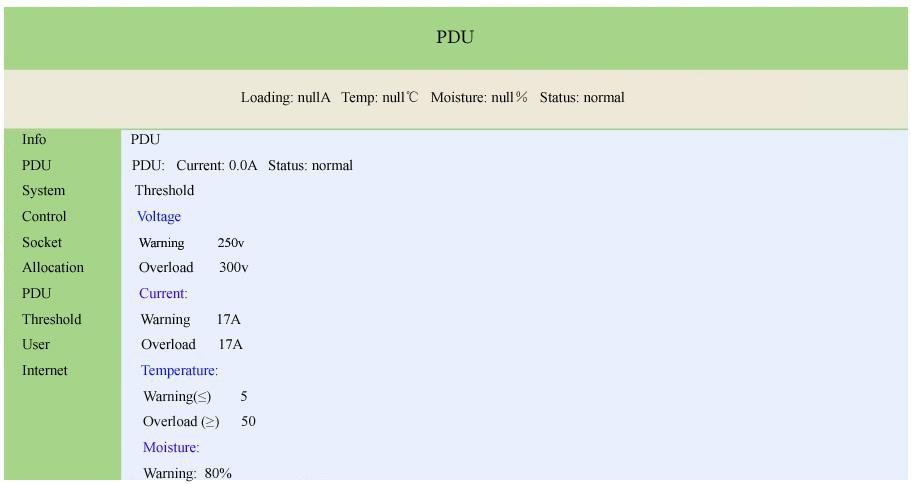 PDU
Loading: nullA Temp: null℃ Moisture: null% Status: normal
Info
PDU
System
Control
Socket
Allocation
PDU
Threshold
User
Internet
PDU
PDU: Current: 0.0A Status: normal
Threshold
Voltage
Warning 250v
Overload 300v
Current:
Warning 17A
Overload 17A
Temperature:
Warning(≤) 5
Overload (≥) 50
Moisture:
Warning: 80%